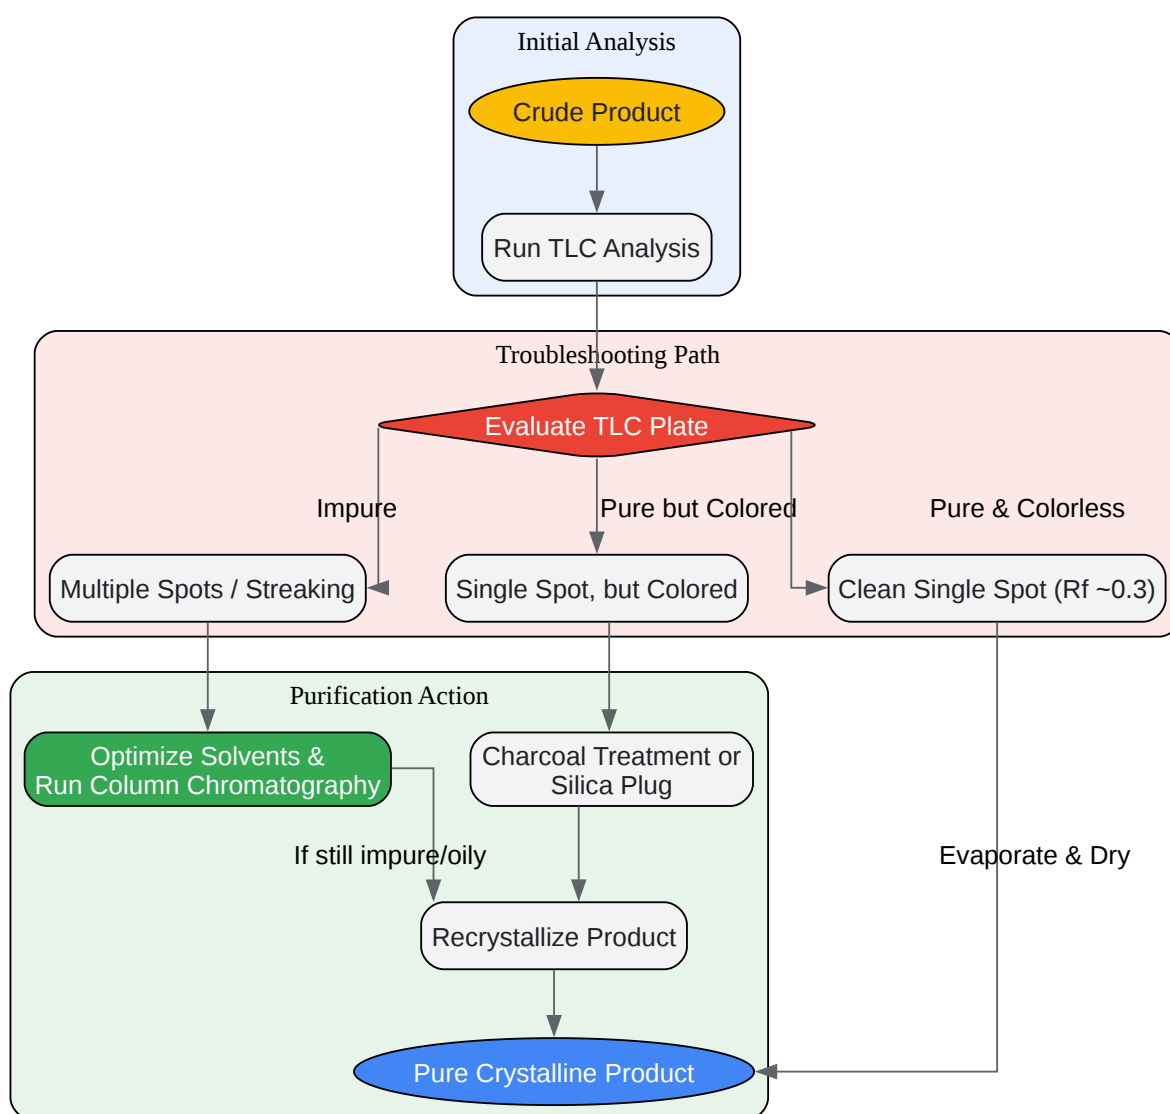 Initial Analysis
Crude Product
Run TLC Analysis
Troubleshooting Path
Evaluate TLC Plate
Impure
Pure but Colored
Pure & Colorless
Multiple Spots / Streaking
Single Spot, but Colored
Clean Single Spot (Rf ~0.3)
Purification Action
Optimize Solvents &
Run Column Chromatography
Charcoal Treatment or
Silica Plug
If still impure/oily
Evaporate & Dry
Recrystallize Product
Pure Crystalline Product